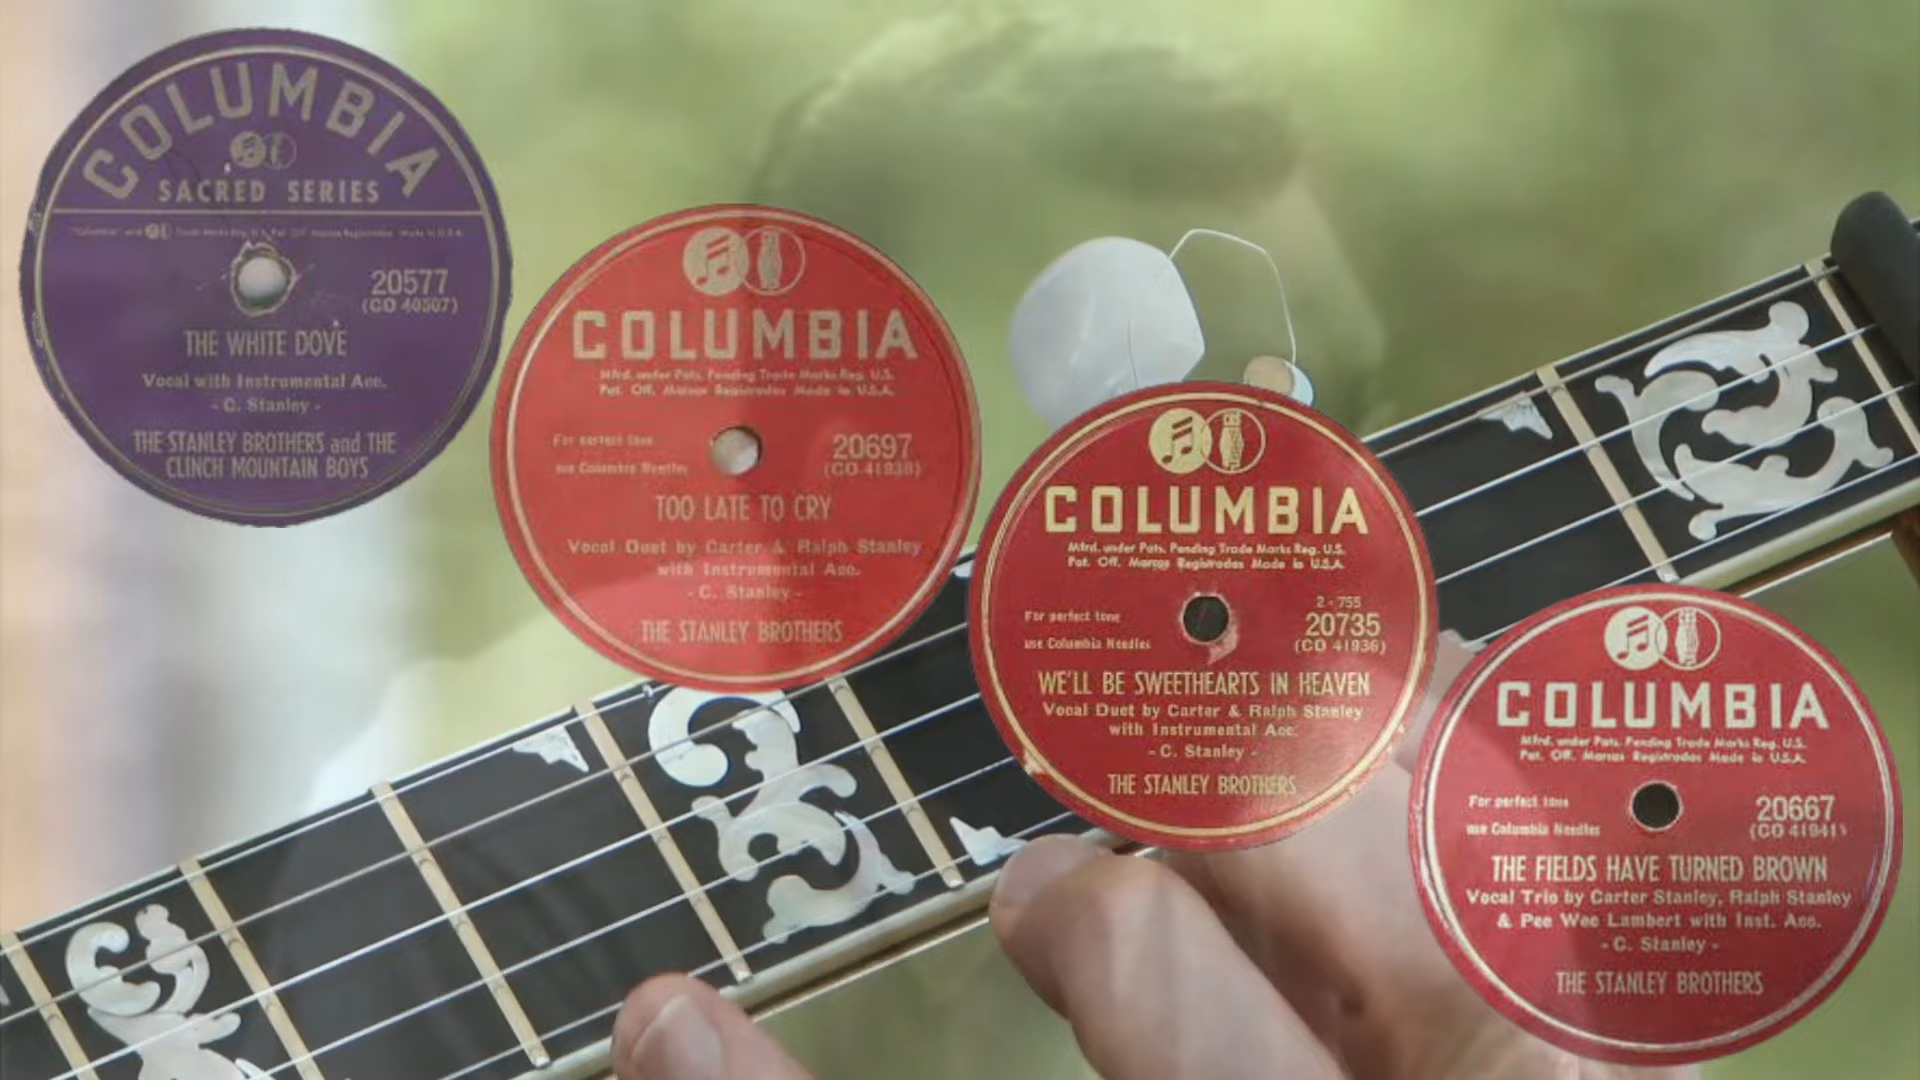 COLUMBIA
SACRED SERIES
20577
(CO 40507)
THE WHITE DOVE
Vocal with Instrumental Acc.
- C. Stanley -
THE STANLEY BROTHERS and THE
CLINCH MOUNTAIN BOYS
COLUMBIA
Mfrd. under Pats. Pending Trade Marks Reg. U.S.
Pat. Off. Marcas Registradas Made in U.S.A.
For perfect tone
use Columbia Needles
20697
(CO 41938)
TOO LATE TO CRY
Vocal Duet by Carter & Ralph Stanley
with Instrumental Acc.
- C. Stanley -
THE STANLEY BROTHERS
CBS
COLUMBIA
Mfrd. under Pats. Pending Trade Marks Reg. U.S.
Pat. Off. Marcas Registradas Made in U.S.A.
For perfect tone
use Columbia Needles
2 - 755
20735
(CO 41936)
WE'LL BE SWEETHEARTS IN HEAVEN
Vocal Duet by Carter & Ralph Stanley
with Instrumental Acc.
- C. Stanley -
THE STANLEY BROTHERS
CBS
COLUMBIA
Mfrd. under Pats. Pending Trade Marks Reg. U.S.
Pat. Off. Marcas Registradas Made in U.S.A.
For perfect tone
use Columbia Needles
20667
(CO 41941)
THE FIELDS HAVE TURNED BROWN
Vocal Trio by Carter Stanley, Ralph Stanley
& Pee Wee Lambert with Inst. Acc.
- C. Stanley -
THE STANLEY BROTHERS